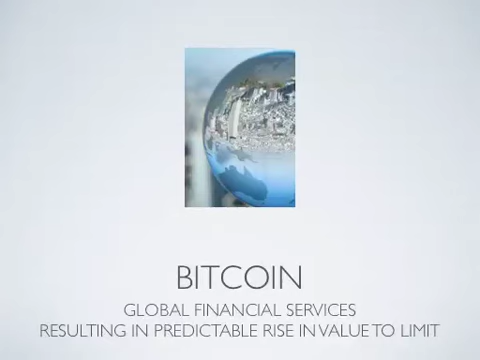 BITCOIN
GLOBAL FINANCIAL SERVICES
RESULTING IN PREDICTABLE RISE IN VALUE TO LIMIT